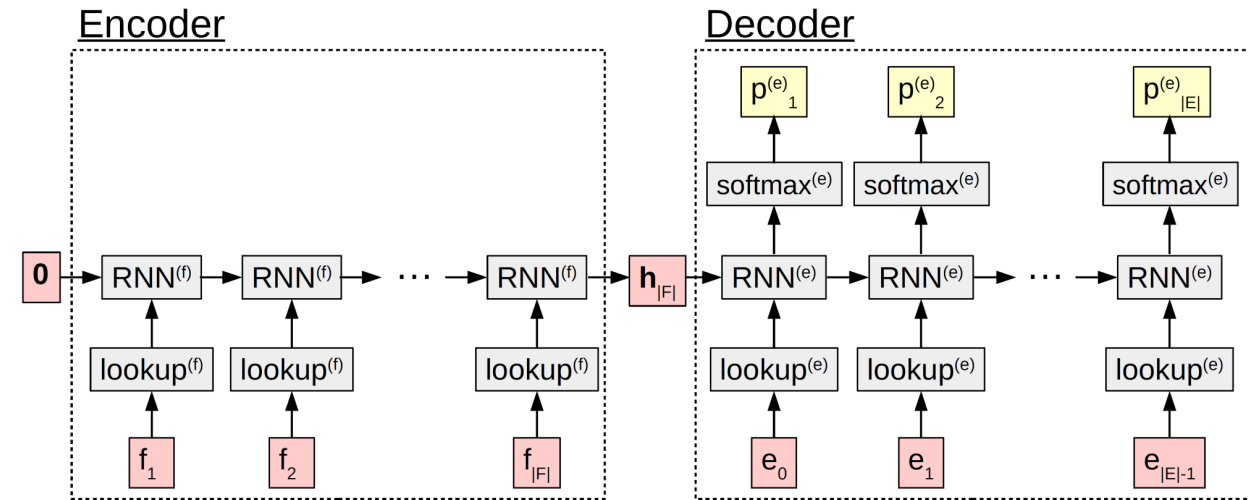 Encoder Decoder
p(e)1 p(e)2 p(e)|E|
softmax(e) softmax(e) softmax(e)
0 RNN(f) RNN(f) ... RNN(f) h|F| RNN(e) RNN(e) ... RNN(e)
lookup(f) lookup(f) lookup(f) lookup(e) lookup(e) lookup(e)
f1 f2 f|F| e0 e1 e|E|-1